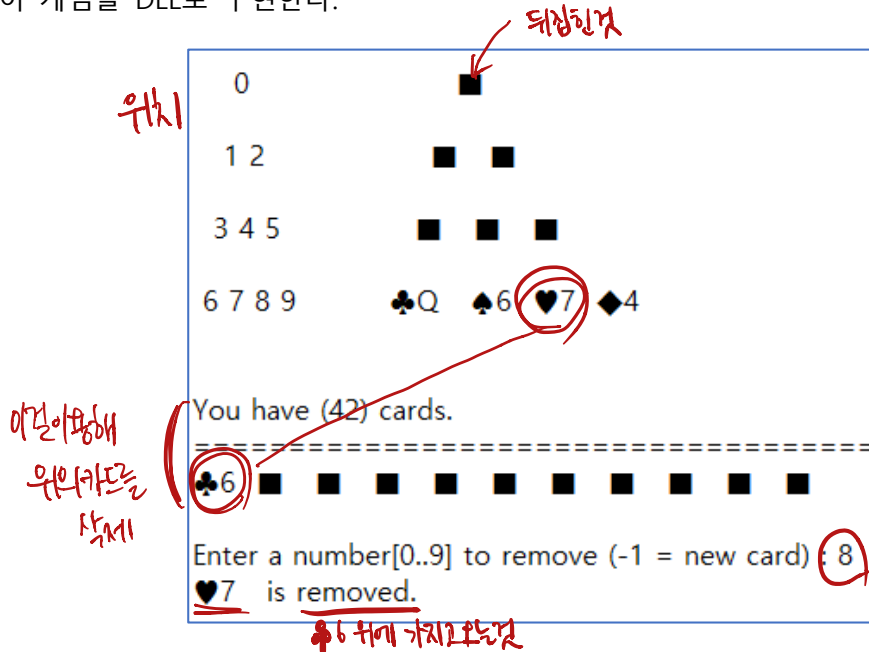 이 게임을 DLL로 구현한다.
뒤집힌것
위치
0 ■
1 2 ■ ■
3 4 5 ■ ■ ■
6 7 8 9 ♣Q ♠6 ♥7 ◆4
You have (42) cards.
이걸이용해
위의카드를
삭제
===================================
♣6 ■ ■ ■ ■ ■ ■ ■ ■ ■ ■
Enter a number[0..9] to remove (-1 = new card) : 8
♥7 is removed.
♣6 위에 가지고오는것